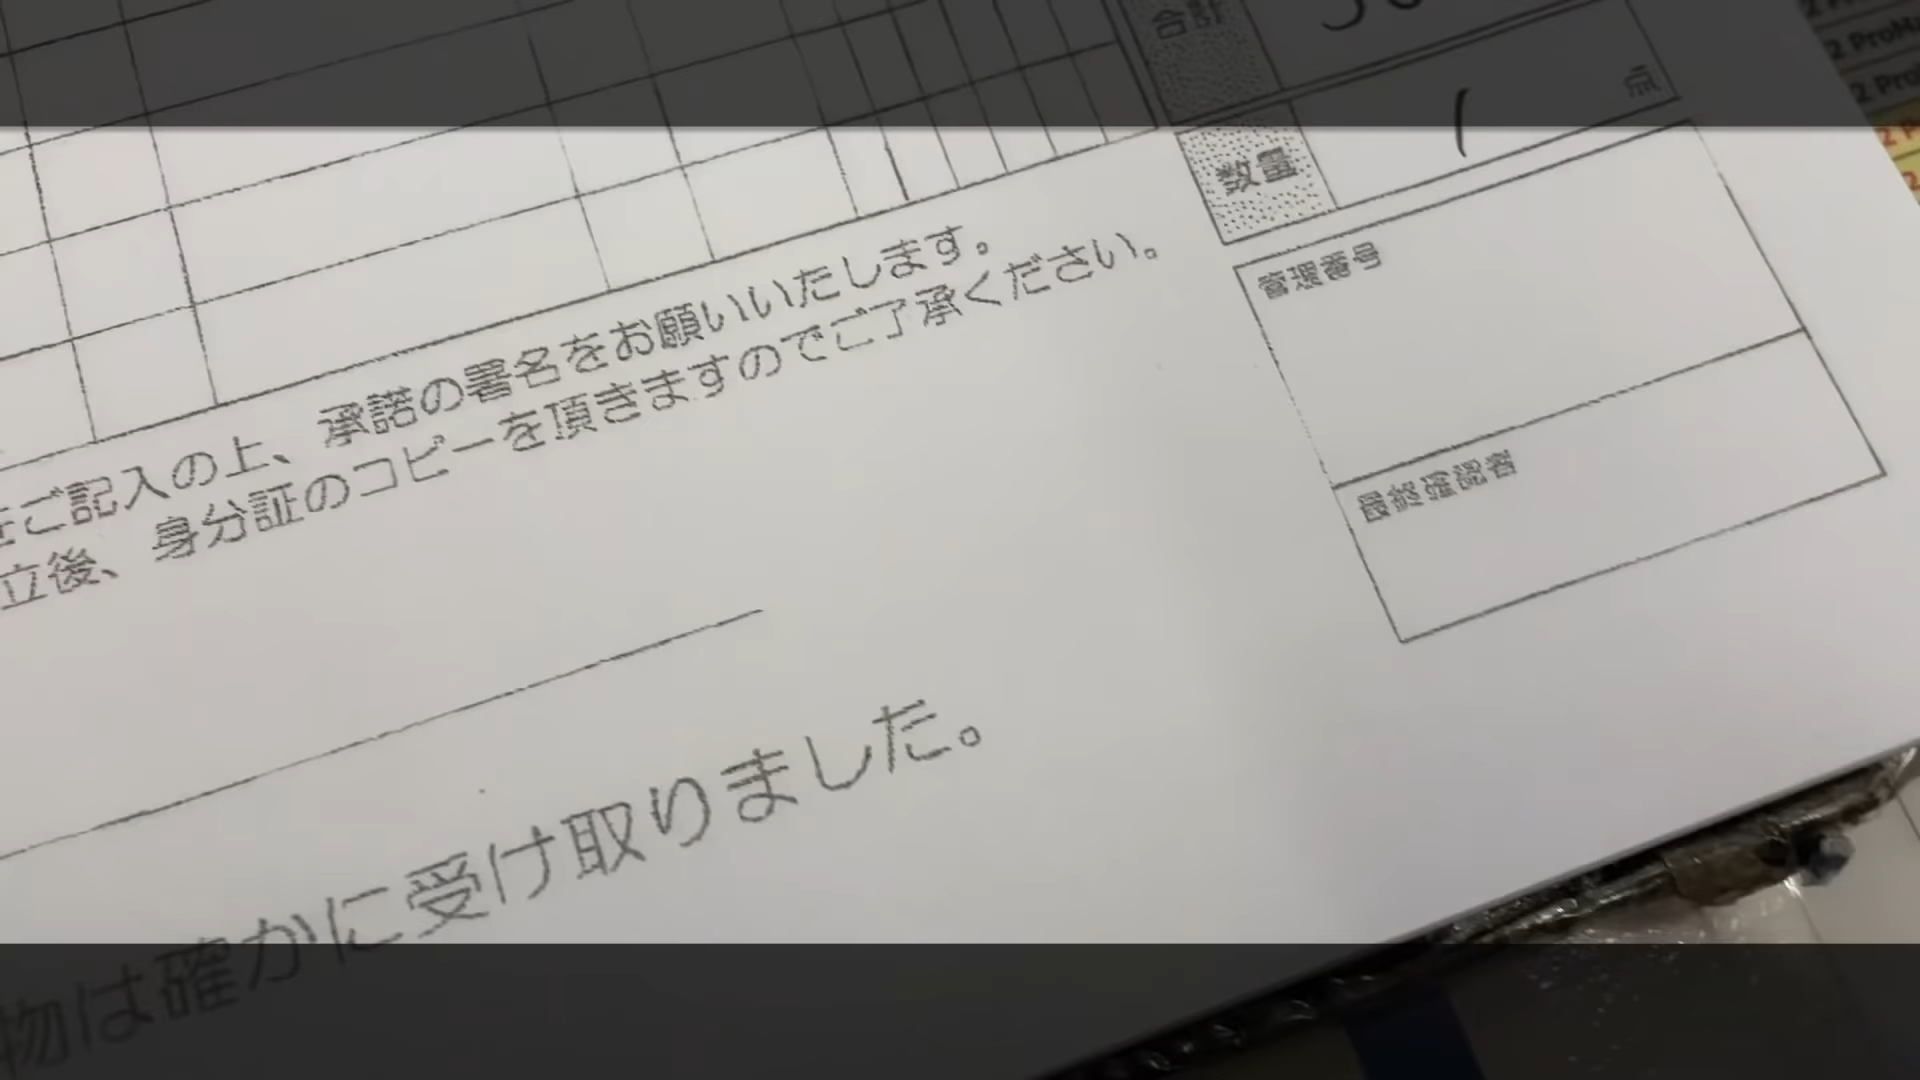 合計
点
数量
管理番号
をご記入の上、承諾の署名をお願いいたします。
立後、身分証のコピーを頂きますのでご了承ください。
最終確認者
物は確かに受け取りました。